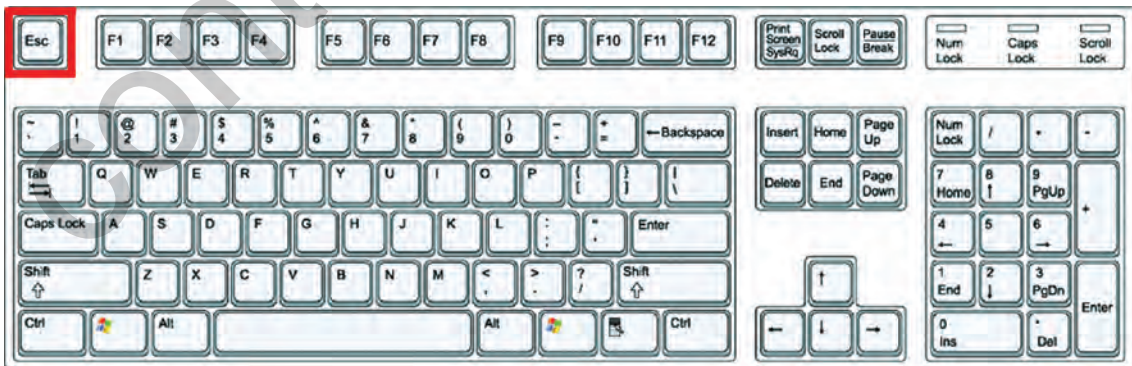 Esc F1 F2 F3 F4 F5 F6 F7 F8 F9 F10 F11 F12 Print Screen SysRq Scroll Lock Pause Break Num Lock Caps Lock Scroll Lock
~ ` ! 1 @ 2 # 3 $ 4 % 5 ^ 6 & 7 * 8 ( 9 ) 0 - + = ←Backspace Insert Home Page Up Num Lock / * -
Tab Q W E R T Y U I O P { [ } ] | \ Delete End Page Down 7 Home 8 ↑ 9 PgUp +
Caps Lock A S D F G H J K L : ; " ' Enter 4 ← 5 6 →
Shift Z X C V B N M < , > . ? / Shift ↑ 1 End 2 ↓ 3 PgDn Enter
Ctrl Alt Alt Ctrl ← ↓ → 0 Ins . Del
cont